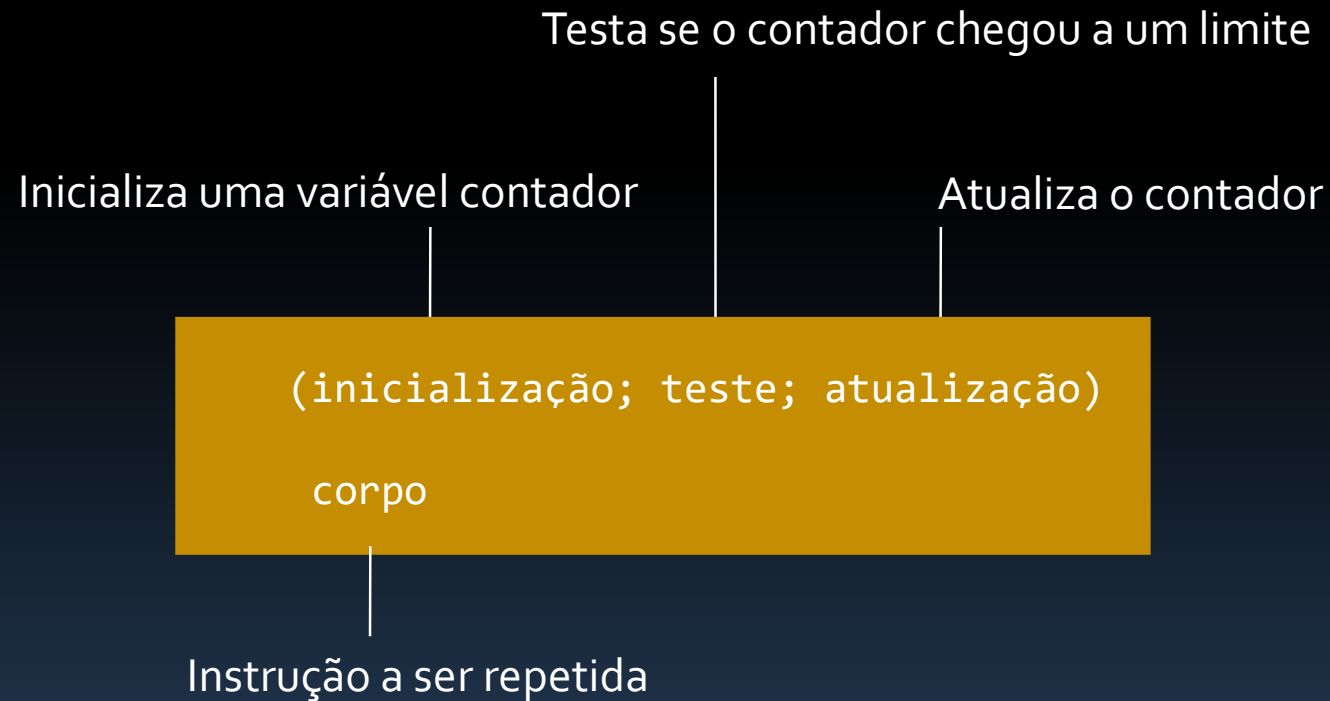 Testa se o contador chegou a um limite
Inicializa uma variável contador
Atualiza o contador
(inicialização; teste; atualização)
corpo
Instrução a ser repetida